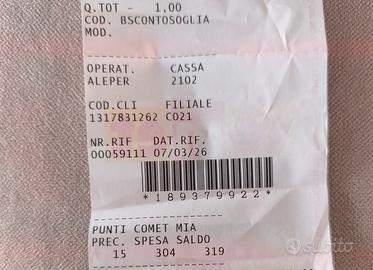 Q.TOT - 1,00
COD. BSCONTOSOGLIA
MOD.
OPERAT. CASSA
ALEPER 2102
COD.CLI FILIALE
1317831262 CO21
NR.RIF DAT.RIF.
00059111 07/03/26
*189379922*
PUNTI COMET MIA
PREC. SPESA SALDO
15 304 319
subito